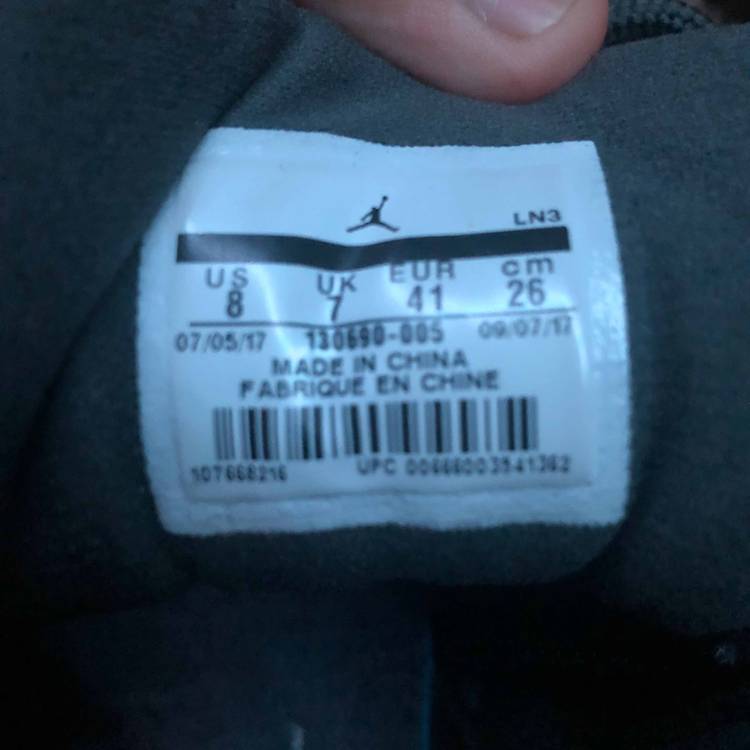 LN3
US UK EUR cm
8 7 41 26
07/05/17 130690-005 09/07/17
MADE IN CHINA
FABRIQUE EN CHINE
107668216 UPC 00666003541362